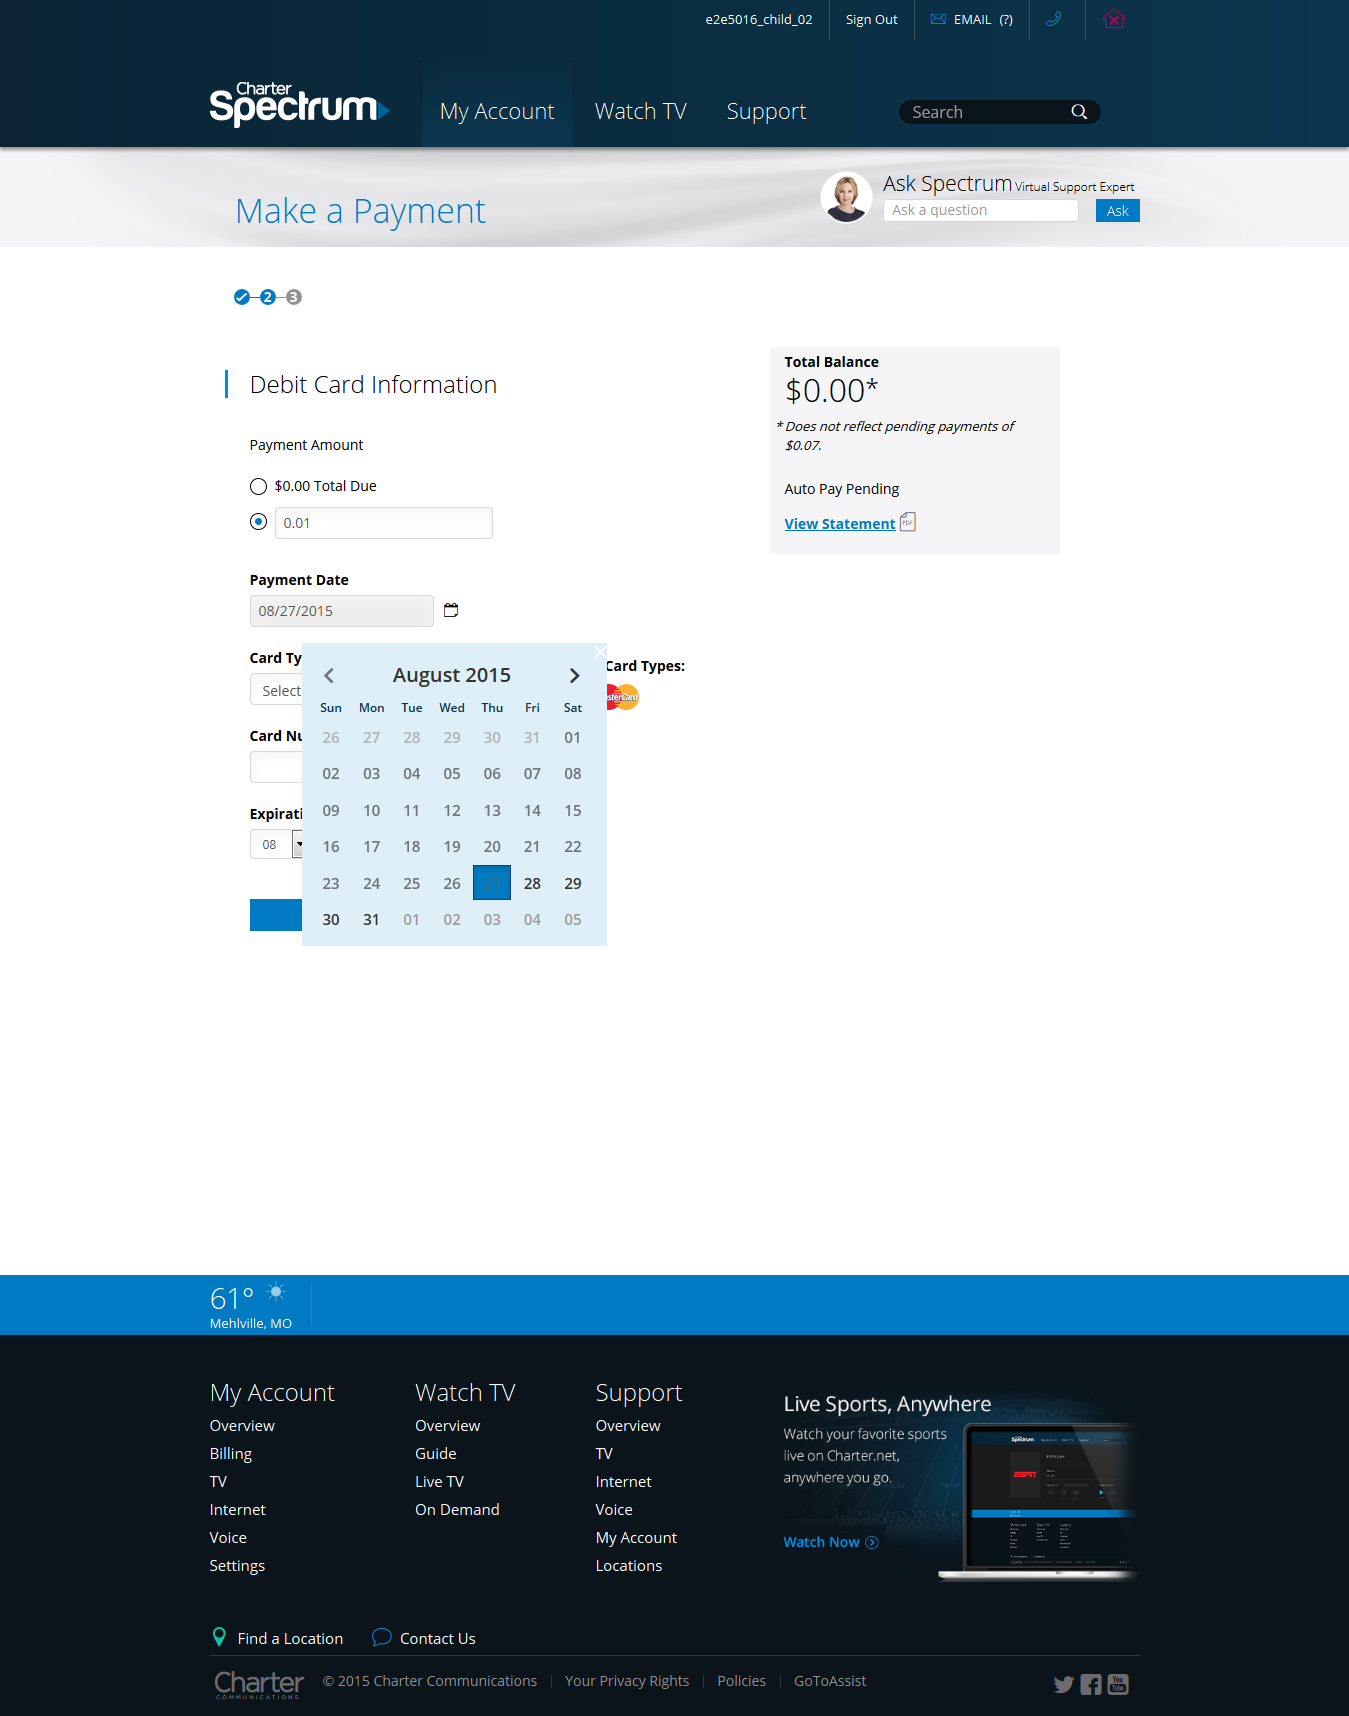 e2e5016_child_02
Sign Out
EMAIL (?)
Charter
Spectrum
My Account
Watch TV
Support
Search
Make a Payment
Ask Spectrum Virtual Support Expert
Ask a question
Ask
2
3
Debit Card Information
Payment Amount
$0.00 Total Due
0.01
Payment Date
08/27/2015
Total Balance
$0.00*
* Does not reflect pending payments of
$0.07.
Auto Pay Pending
View Statement
PDF
Card Ty
Select
Card Types:
sterCard
Card Nu
Expirati
08
August 2015
Sun Mon Tue Wed Thu Fri Sat
26 27 28 29 30 31 01
02 03 04 05 06 07 08
09 10 11 12 13 14 15
16 17 18 19 20 21 22
23 24 25 26 27 28 29
30 31 01 02 03 04 05
61°
Mehlville, MO
My Account
Overview
Billing
TV
Internet
Voice
Settings
Watch TV
Overview
Guide
Live TV
On Demand
Support
Overview
TV
Internet
Voice
My Account
Locations
Live Sports, Anywhere
Watch your favorite sports
live on Charter.net,
anywhere you go.
Watch Now
Spectrum
ESPN
Find a Location
Contact Us
Charter
COMMUNICATIONS
© 2015 Charter Communications
Your Privacy Rights
Policies
GoToAssist
You
Tube